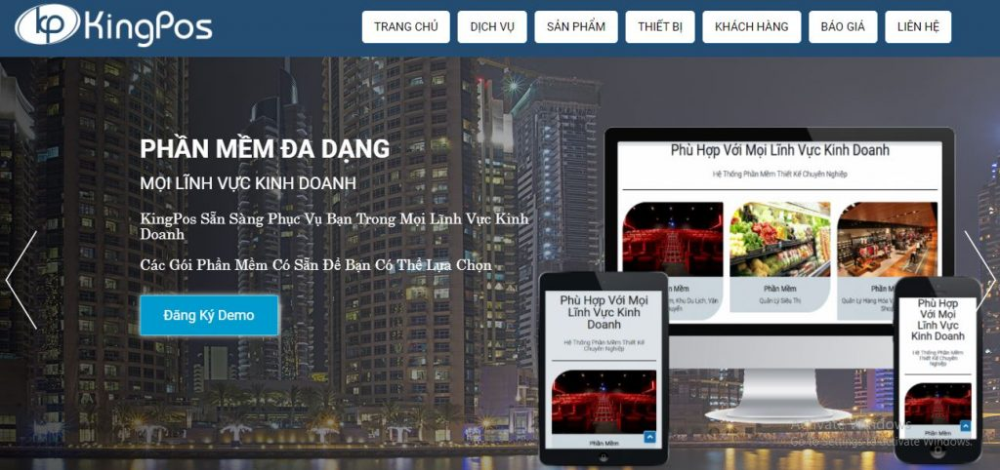 kp KingPos
TRANG CHỦ
DỊCH VỤ
SẢN PHẨM
THIẾT BỊ
KHÁCH HÀNG
BÁO GIÁ
LIÊN HỆ
PHẦN MỀM ĐA DẠNG
MỌI LĨNH VỰC KINH DOANH
KingPos Sẵn Sàng Phục Vụ Bạn Trong Mọi Lĩnh Vực Kinh
Doanh
Các Gói Phần Mềm Có Sẵn Để Bạn Có Thể Lựa Chọn
Đăng Ký Demo
Phù Hợp Với Mọi Lĩnh Vực Kinh Doanh
Hệ Thống Phần Mềm Thiết Kế Chuyên Nghiệp
Phần Mềm
Quản Lý Siêu Thị
Phần M
Quản Lý Hàng Hóa
Shop
Mềm
Khu Du Lịch, Văn
Phù Hợp Với Mọi
Lĩnh Vực Kinh
Doanh
Hệ Thống Phần Mềm Thiết Kế
Chuyên Nghiệp
Phần Mềm
Phù Hợp
Với Mọi
Lĩnh Vực
Kinh Doanh
Hệ Thống Phần Mềm
Thiết Kế Chuyên
Nghiệp
Phần Mềm
Activate Windows
Go to Settings to activate Windows.